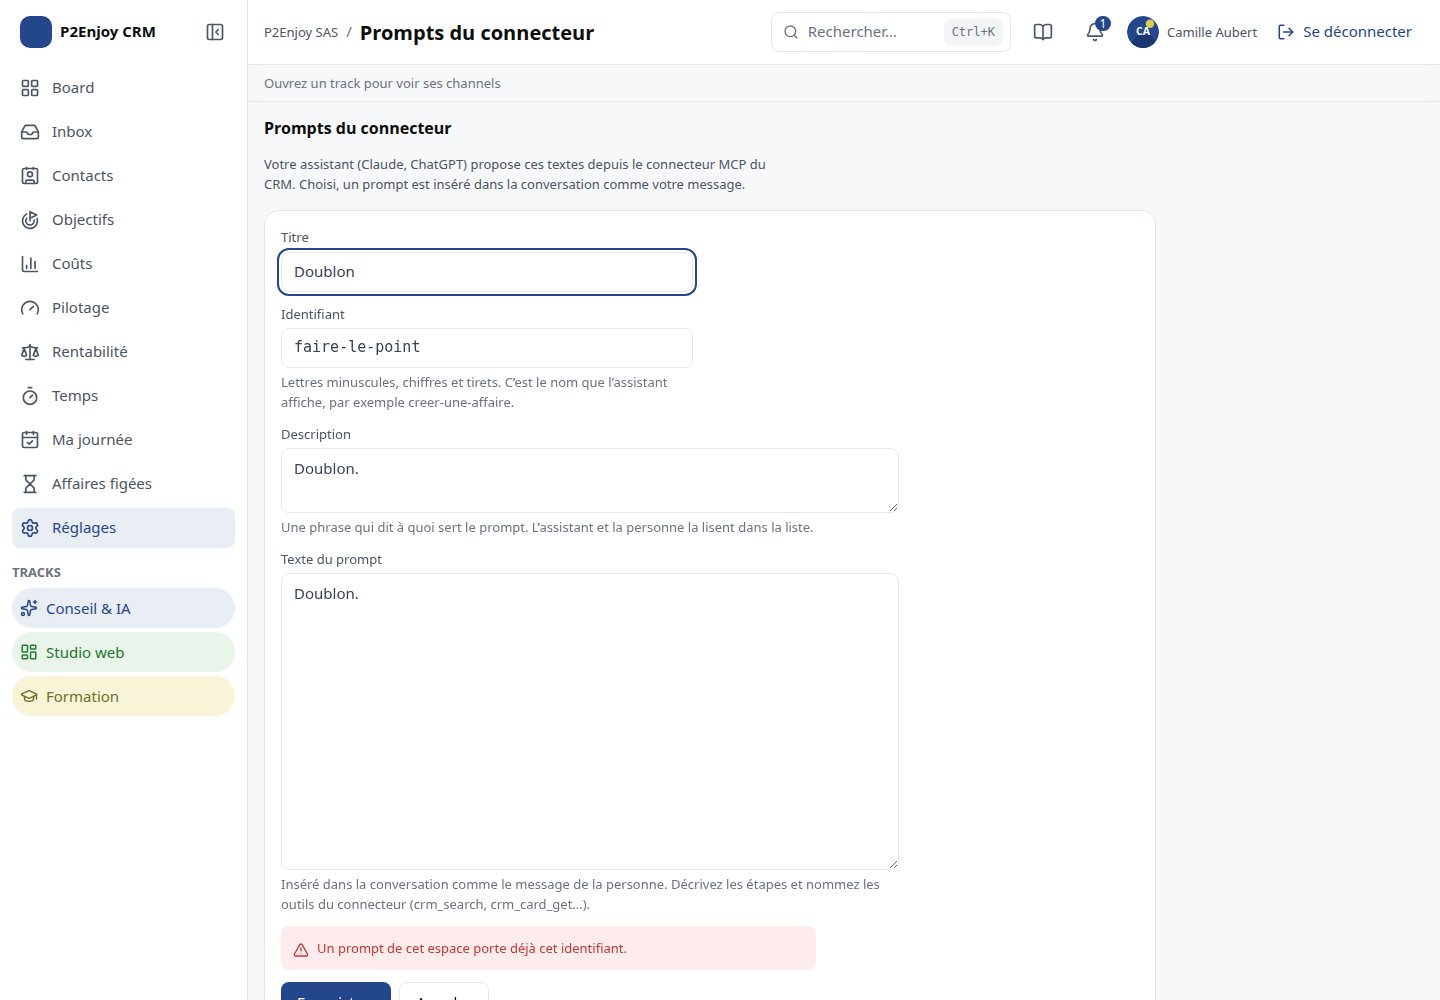 P2Enjoy CRM
P2Enjoy SAS / Prompts du connecteur
Rechercher...
Ctrl+K
1
CA
Camille Aubert
Se déconnecter
Board
Inbox
Contacts
Objectifs
Coûts
Pilotage
Rentabilité
Temps
Ma journée
Affaires figées
Réglages
TRACKS
Conseil & IA
Studio web
Formation
Ouvrez un track pour voir ses channels
Prompts du connecteur
Votre assistant (Claude, ChatGPT) propose ces textes depuis le connecteur MCP du
CRM. Choisi, un prompt est inséré dans la conversation comme votre message.
Titre
Doublon
Identifiant
faire-le-point
Lettres minuscules, chiffres et tirets. C’est le nom que l’assistant
affiche, par exemple creer-une-affaire.
Description
Doublon.
Une phrase qui dit à quoi sert le prompt. L’assistant et la personne la lisent dans la liste.
Texte du prompt
Doublon.
Inséré dans la conversation comme le message de la personne. Décrivez les étapes et nommez les
outils du connecteur (crm_search, crm_card_get…).
Un prompt de cet espace porte déjà cet identifiant.